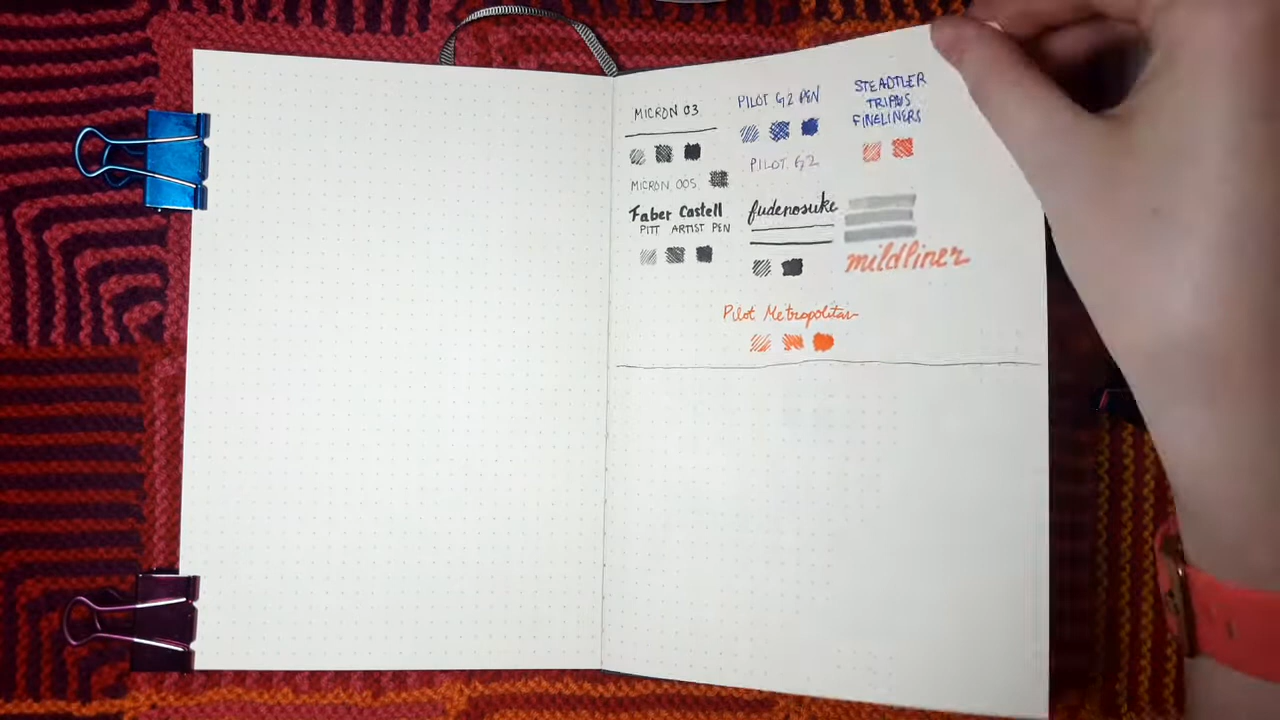 MICRON 03
PILOT G2 PEN
STEADTLER
TRIPLUS
FINELINERS
MICRON 005
PILOT G2
Faber Castell
PITT ARTIST PEN
fudenosuke
mildliner
Pilot Metropolitan